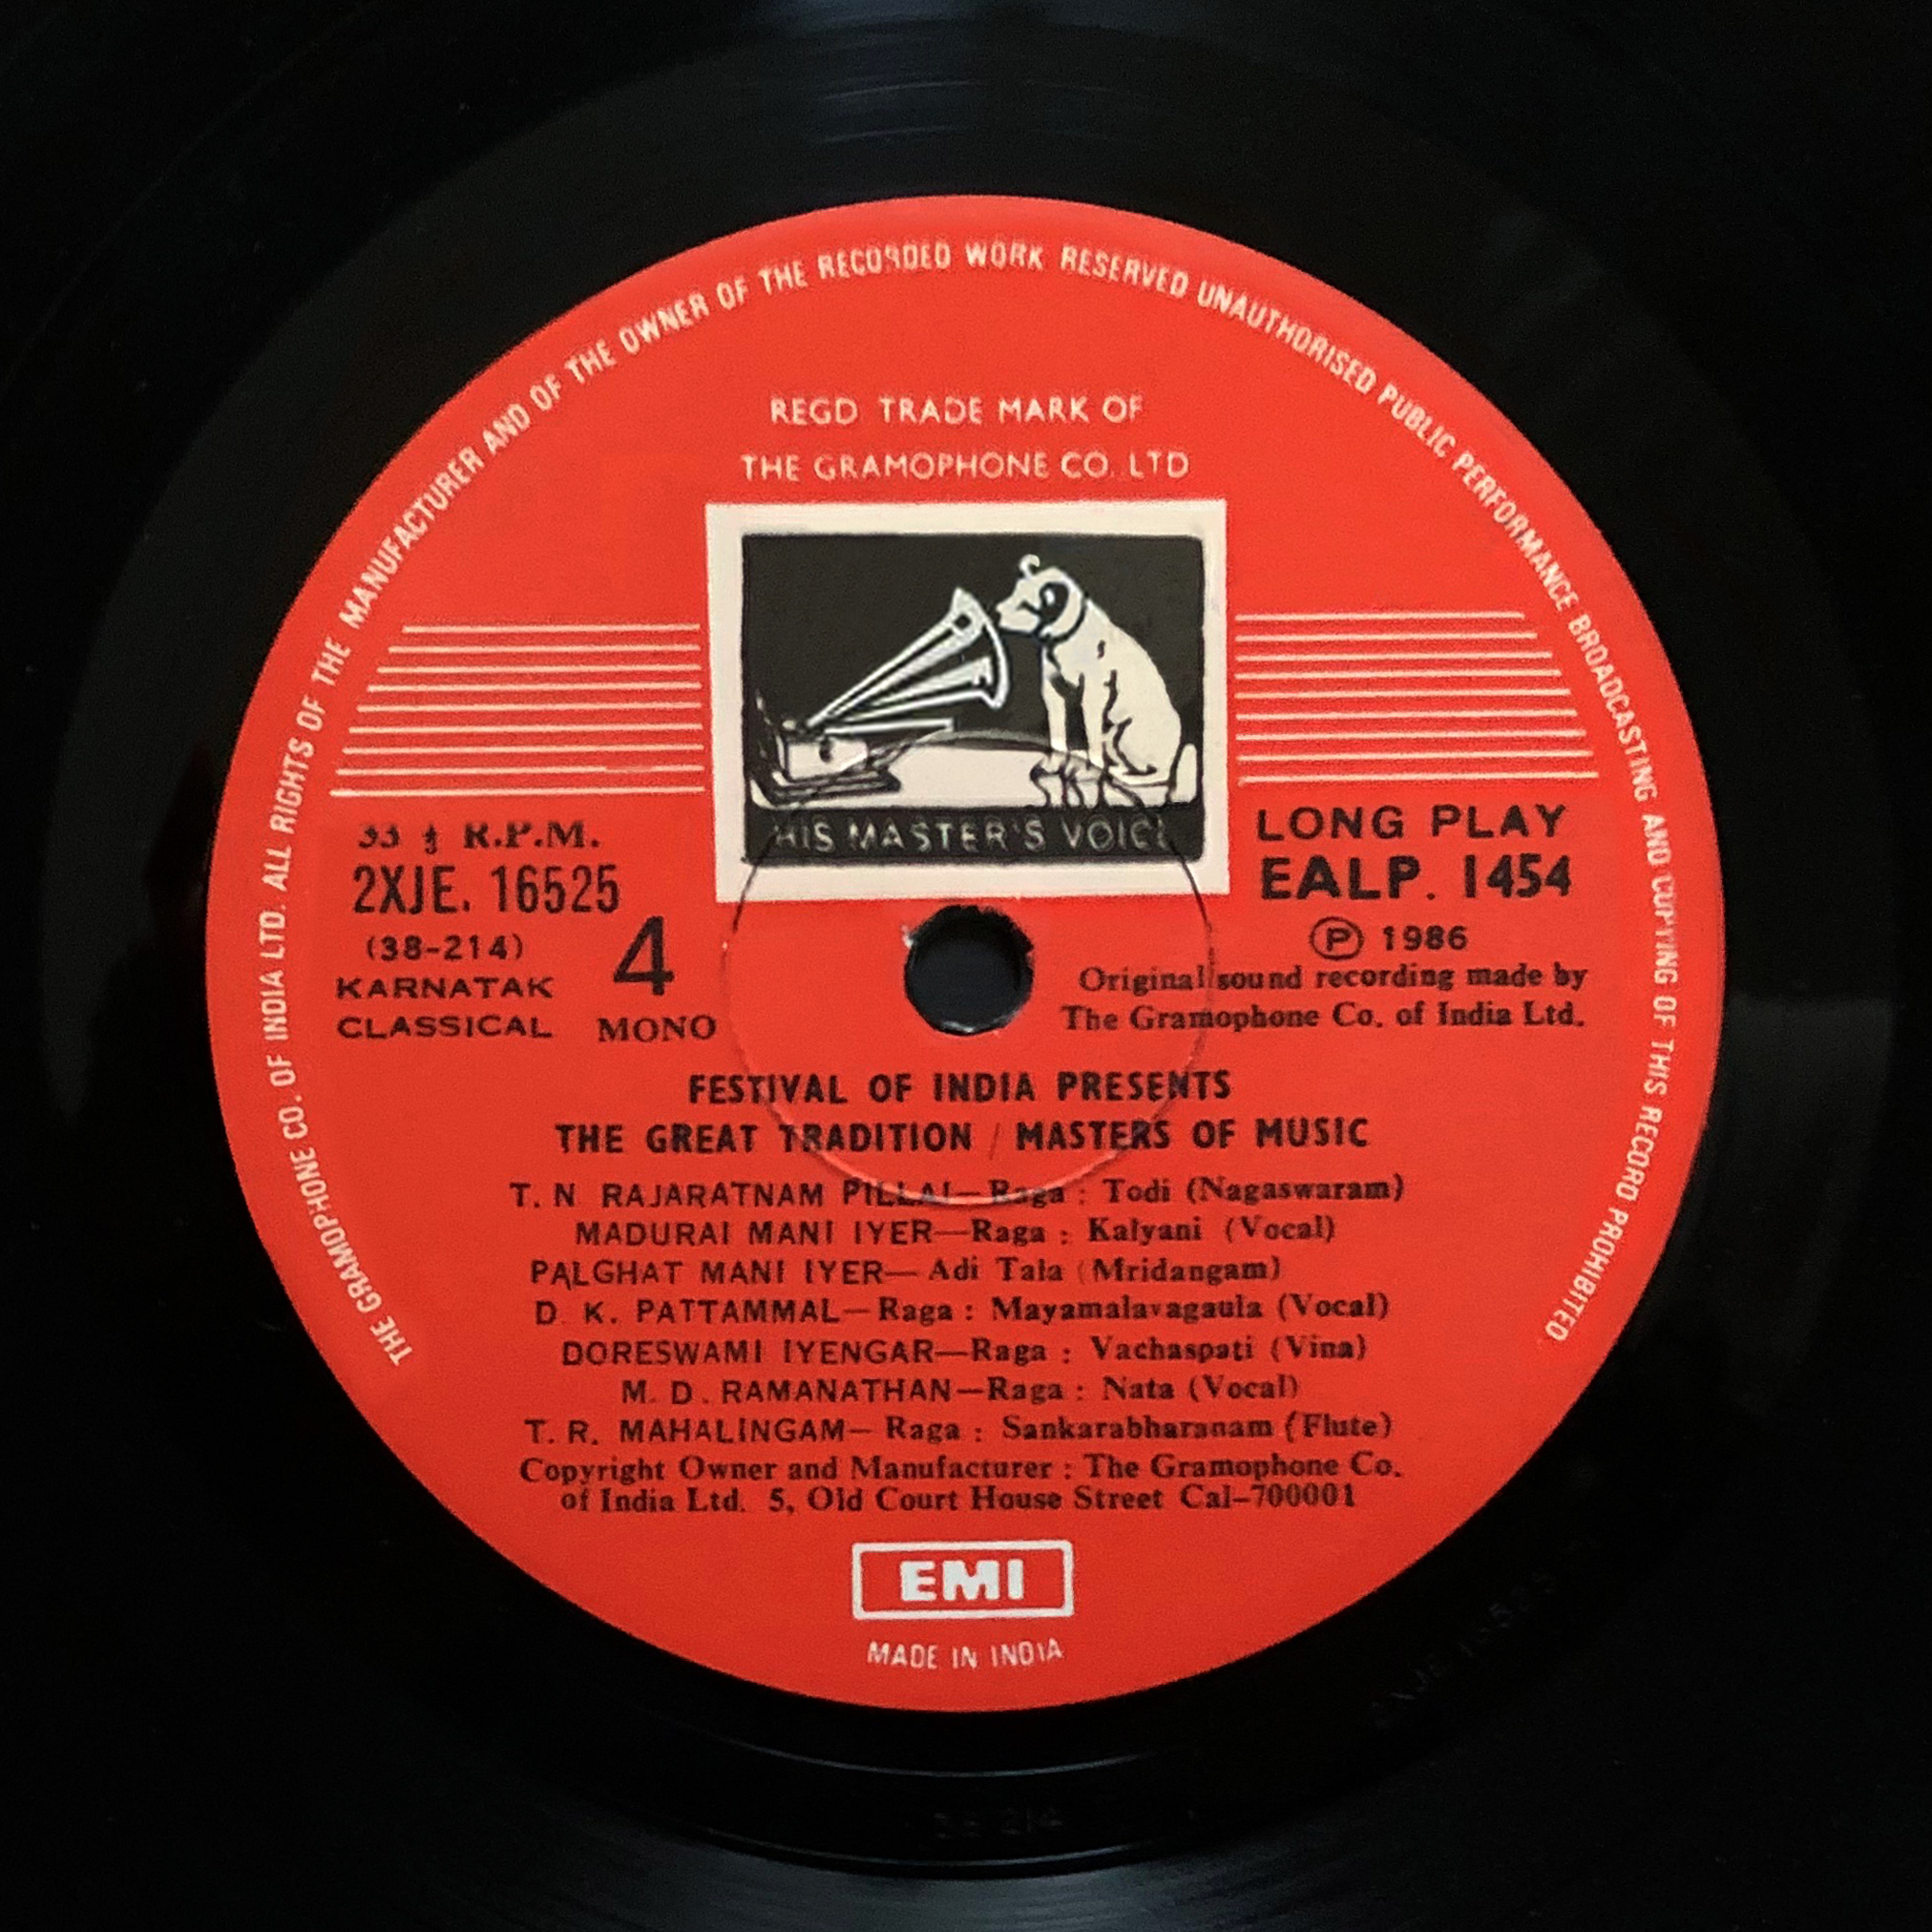 THE GRAMOPHONE CO. OF INDIA LTD. ALL RIGHTS OF THE MANUFACTURER AND OF THE OWNER OF THE RECORDED WORK RESERVED UNAUTHORISED PUBLIC PERFORMANCE BROADCASTING AND COPYING OF THIS RECORD PROHIBITED
REGD TRADE MARK OF
THE GRAMOPHONE CO. LTD
HIS MASTER'S VOICE
33 ⅓ R.P.M.
2XJE. 16525
(38-214)
KARNATAK
CLASSICAL
4
MONO
LONG PLAY
EALP. 1454
Ⓟ 1986
Original sound recording made by
The Gramophone Co. of India Ltd.
FESTIVAL OF INDIA PRESENTS
THE GREAT TRADITION / MASTERS OF MUSIC
T. N RAJARATNAM PILLAI—Raga : Todi (Nagaswaram)
MADURAI MANI IYER—Raga : Kalyani (Vocal)
PALGHAT MANI IYER—Adi Tala (Mridangam)
D. K. PATTAMMAL—Raga : Mayamalavagaula (Vocal)
DORESWAMI IYENGAR—Raga : Vachaspati (Vina)
M. D. RAMANATHAN—Raga : Nata (Vocal)
T. R. MAHALINGAM—Raga : Sankarabharanam (Flute)
Copyright Owner and Manufacturer : The Gramophone Co.
of India Ltd. 5, Old Court House Street Cal-700001
EMI
MADE IN INDIA
38 214